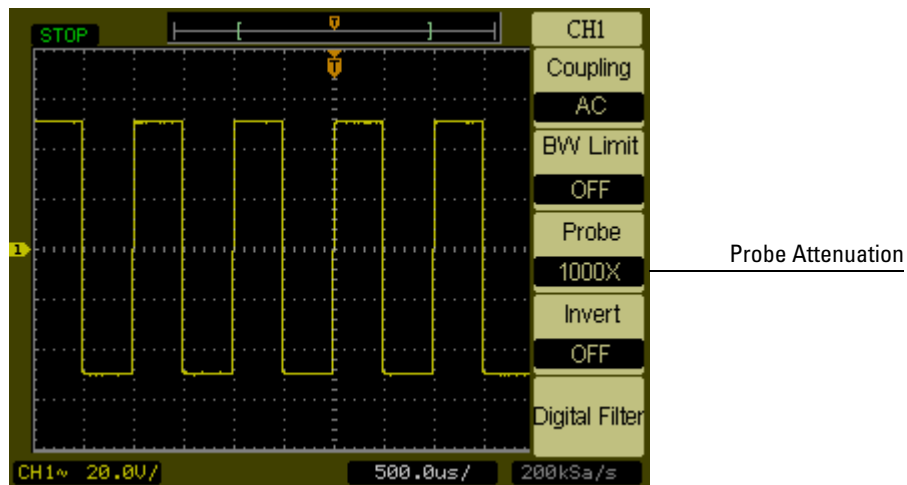 STOP
T
T
CH1
Coupling
AC
BW Limit
OFF
Probe
1000X
Probe Attenuation
Invert
OFF
Digital Filter
1
CH1~ 20.0V/ 500.0us/ 200kSa/s